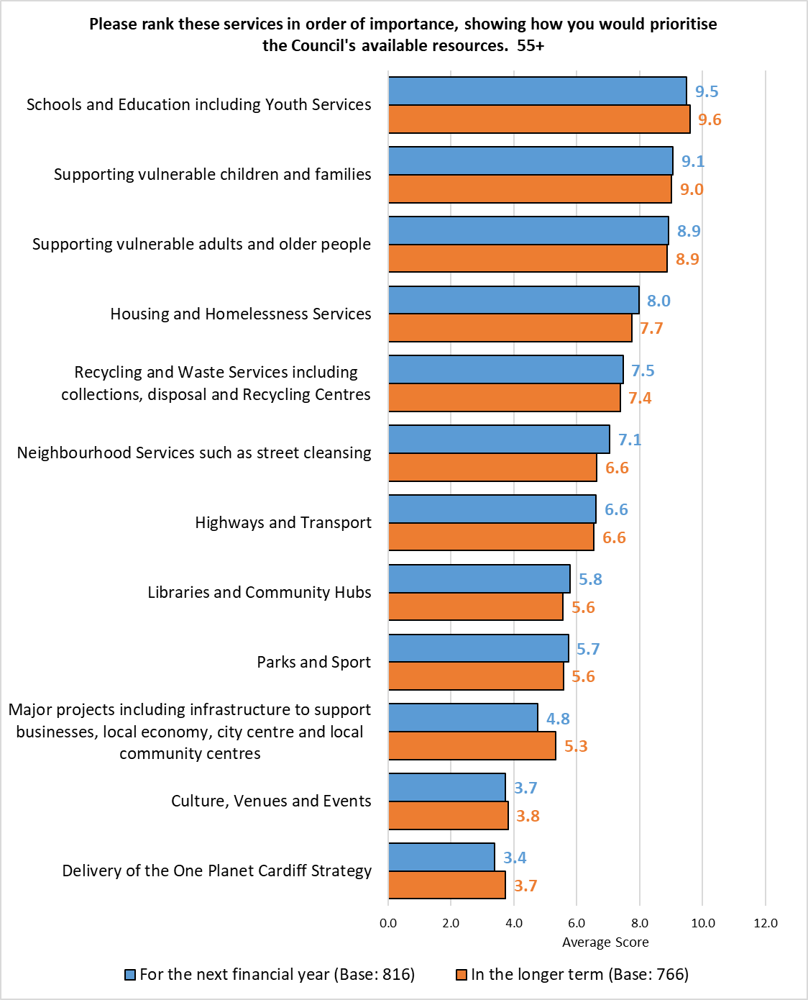 Please rank these services in order of importance, showing how you would prioritise
the Council's available resources.  55+
Schools and Education including Youth Services
9.5
9.6
Supporting vulnerable children and families
9.1
9.0
Supporting vulnerable adults and older people
8.9
8.9
Housing and Homelessness Services
8.0
7.7
Recycling and Waste Services including
collections, disposal and Recycling Centres
7.5
7.4
Neighbourhood Services such as street cleansing
7.1
6.6
Highways and Transport
6.6
6.6
Libraries and Community Hubs
5.8
5.6
Parks and Sport
5.7
5.6
Major projects including infrastructure to support
businesses, local economy, city centre and local
community centres
4.8
5.3
Culture, Venues and Events
3.7
3.8
Delivery of the One Planet Cardiff Strategy
3.4
3.7
0.0 2.0 4.0 6.0 8.0 10.0 12.0
Average Score
For the next financial year (Base: 816) In the longer term (Base: 766)